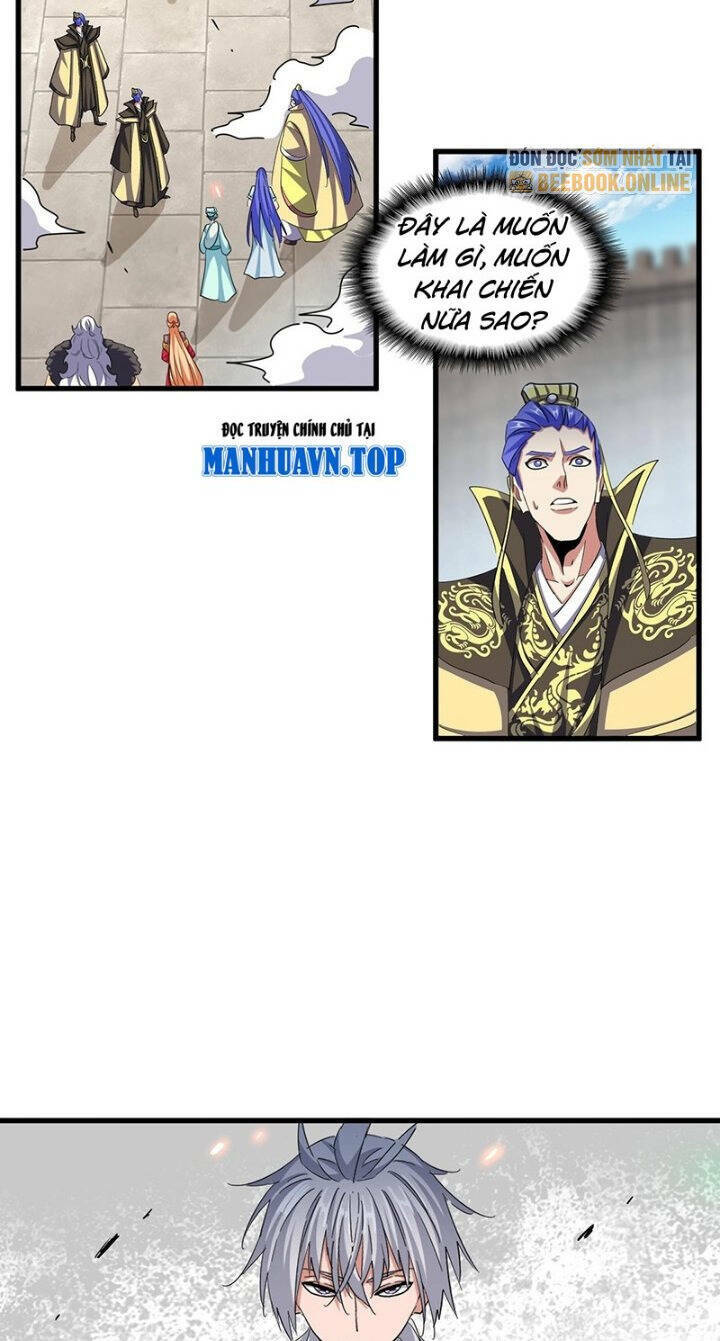 ĐÓN ĐỌC SỚM NHẤT TẠI
BEEBOOK.ONLINE
ĐÂY LÀ MUỐN
LÀM GÌ, MUỐN
KHAI CHIẾN
NỮA SAO?
ĐỌC TRUYỆN CHÍNH CHỦ TẠI
MANHUAVN.TOP